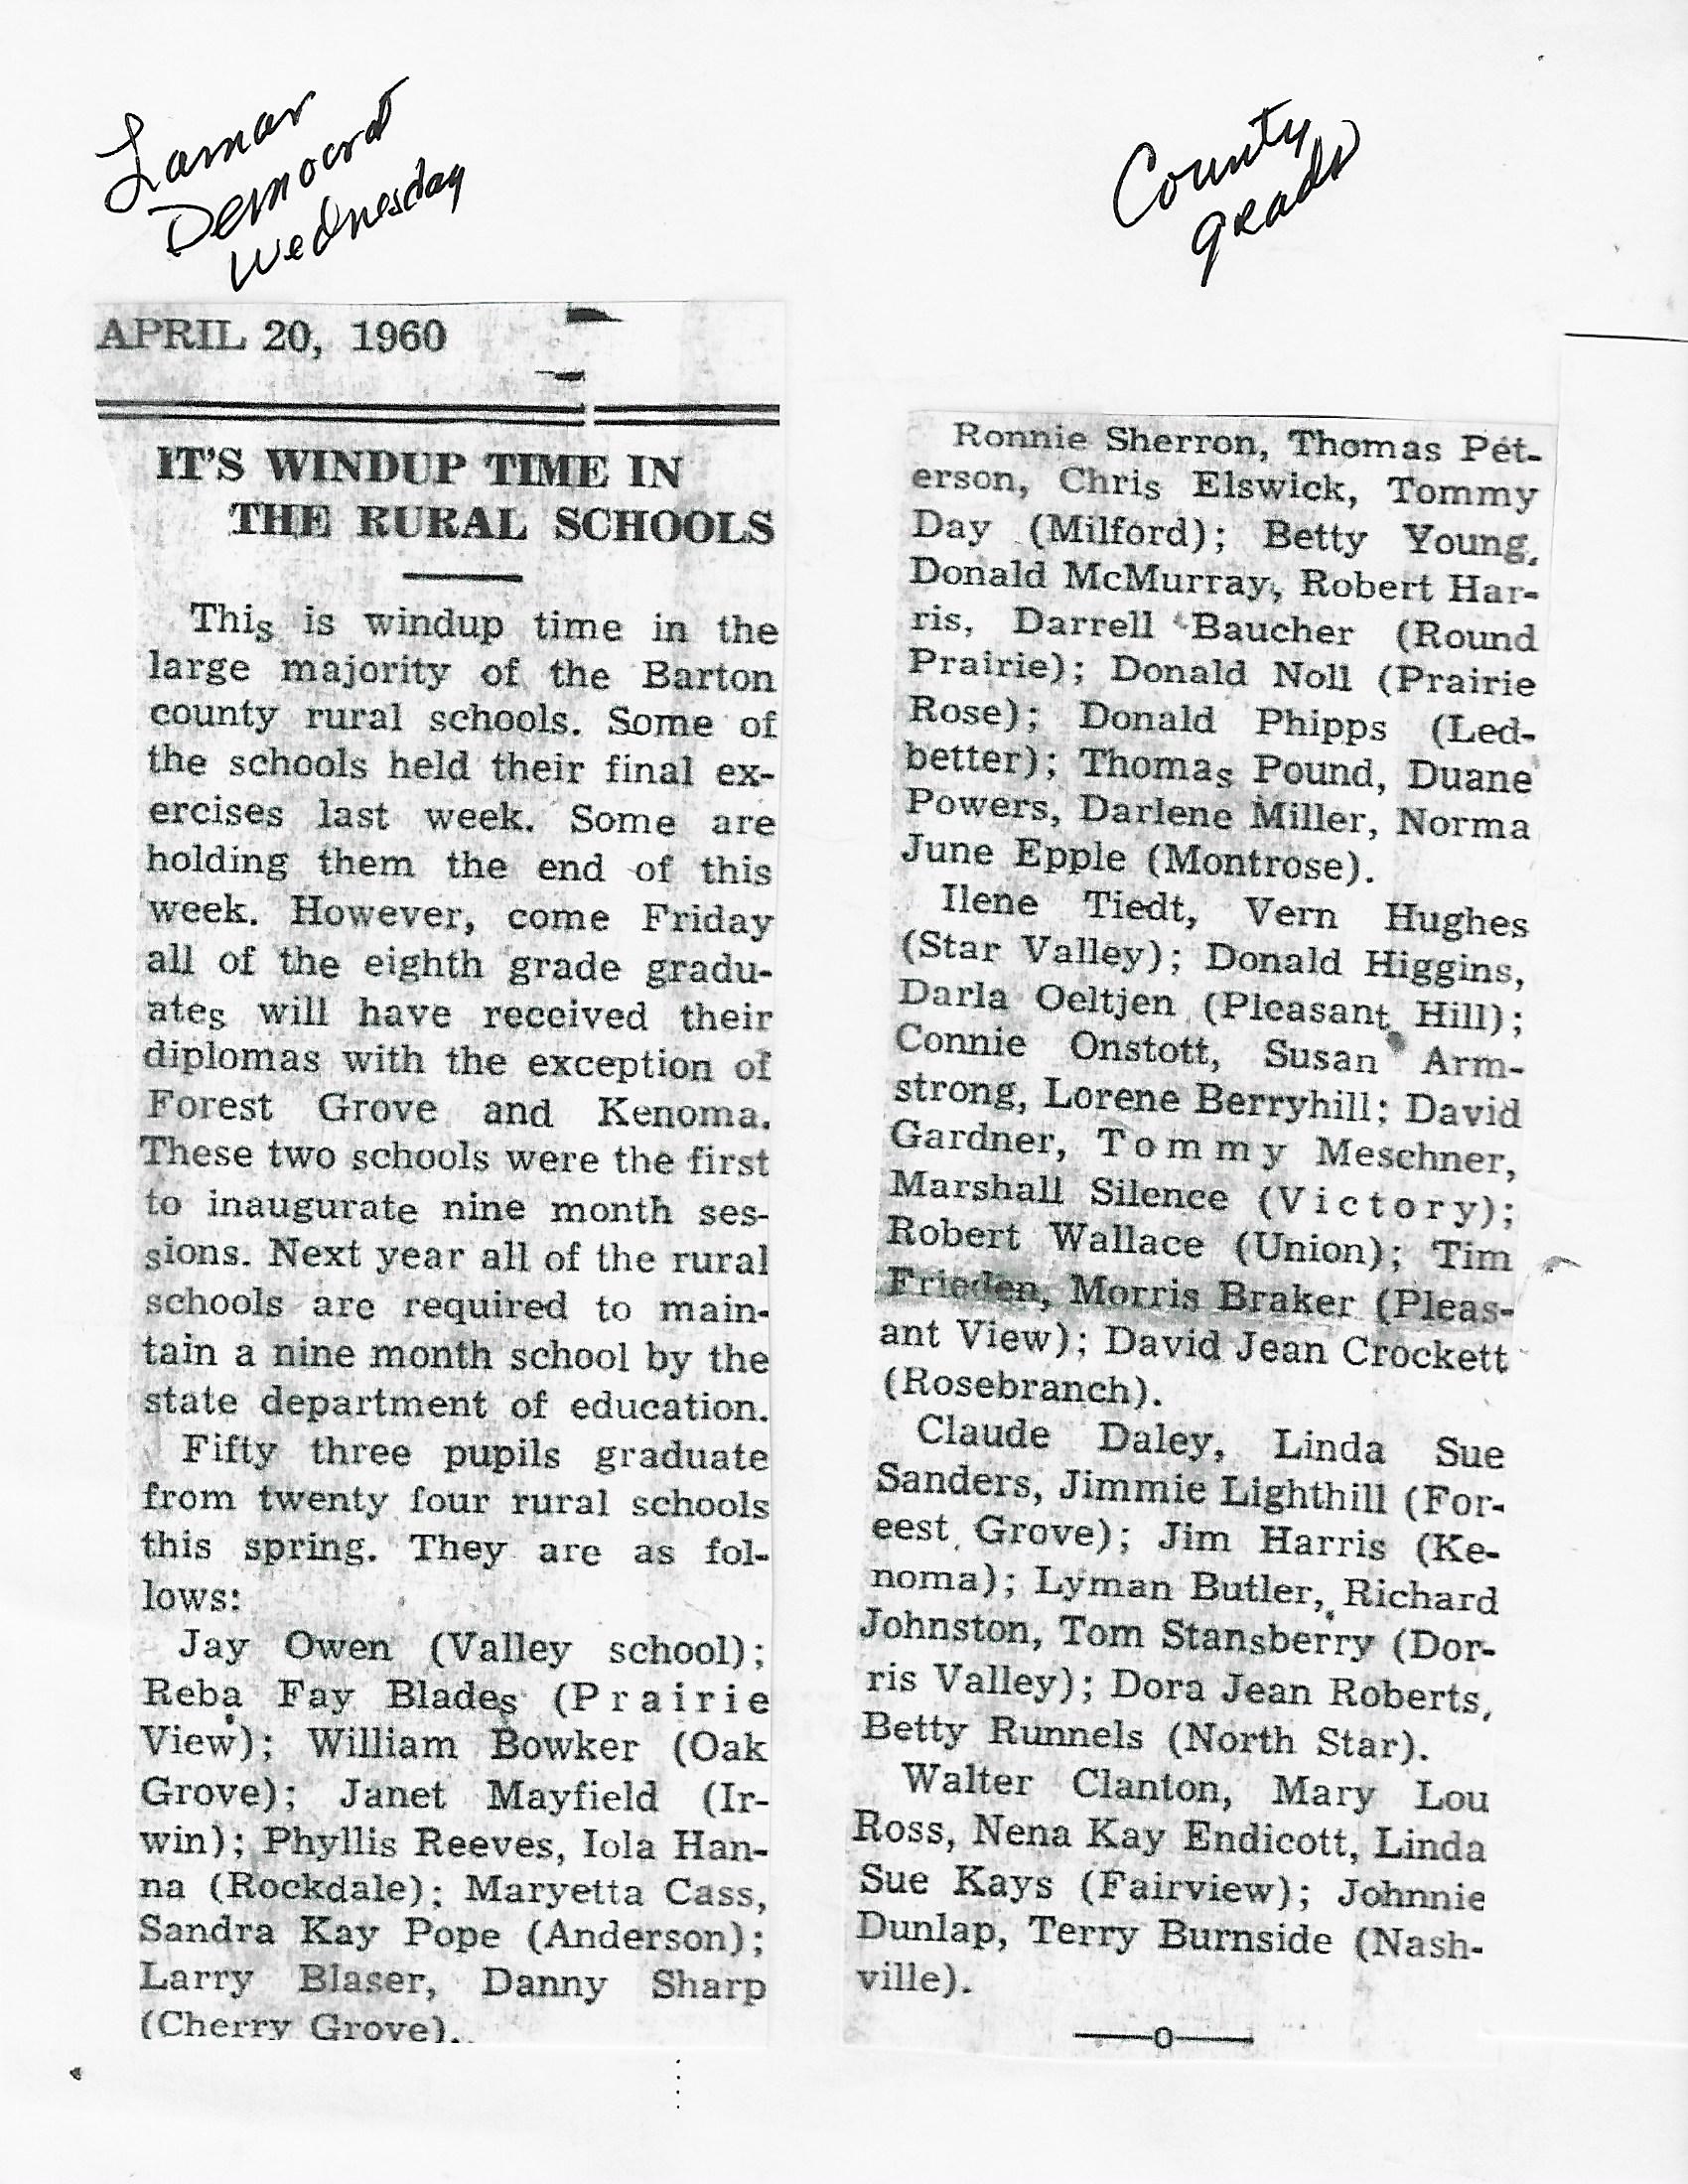 Lamar
Democrat
Wednesday
County
grads
APRIL 20, 1960
IT'S WINDUP TIME IN
THE RURAL SCHOOLS
This is windup time in the
large majority of the Barton
county rural schools. Some of
the schools held their final ex-
ercises last week. Some are
holding them the end of this
week. However, come Friday
all of the eighth grade gradu-
ates will have received their
diplomas with the exception of
Forest Grove and Kenoma.
These two schools were the first
to inaugurate nine month ses-
sions. Next year all of the rural
schools are required to main-
tain a nine month school by the
state department of education.
Fifty three pupils graduate
from twenty four rural schools
this spring. They are as fol-
lows:
Jay Owen (Valley school);
Reba Fay Blades (Prairie
View); William Bowker (Oak
Grove); Janet Mayfield (Ir-
win); Phyllis Reeves, Iola Han-
na (Rockdale); Maryetta Cass,
Sandra Kay Pope (Anderson);
Larry Blaser, Danny Sharp
(Cherry Grove).
Ronnie Sherron, Thomas Pet-
erson, Chris Elswick, Tommy
Day (Milford); Betty Young,
Donald McMurray, Robert Har-
ris, Darrell Baucher (Round
Prairie); Donald Noll (Prairie
Rose); Donald Phipps (Led-
better); Thomas Pound, Duane
Powers, Darlene Miller, Norma
June Epple (Montrose).
Ilene Tiedt, Vern Hughes
(Star Valley); Donald Higgins,
Darla Oeltjen (Pleasant Hill);
Connie Onstott, Susan Arm-
strong, Lorene Berryhill; David
Gardner, Tommy Meschner,
Marshall Silence (Victory);
Robert Wallace (Union); Tim
Frieden, Morris Braker (Pleas-
ant View); David Jean Crockett
(Rosebranch).
Claude Daley, Linda Sue
Sanders, Jimmie Lighthill (For-
eest Grove); Jim Harris (Ke-
noma); Lyman Butler, Richard
Johnston, Tom Stansberry (Dor-
ris Valley); Dora Jean Roberts,
Betty Runnels (North Star).
Walter Clanton, Mary Lou
Ross, Nena Kay Endicott, Linda
Sue Kays (Fairview); Johnnie
Dunlap, Terry Burnside (Nash-
ville).
——o——